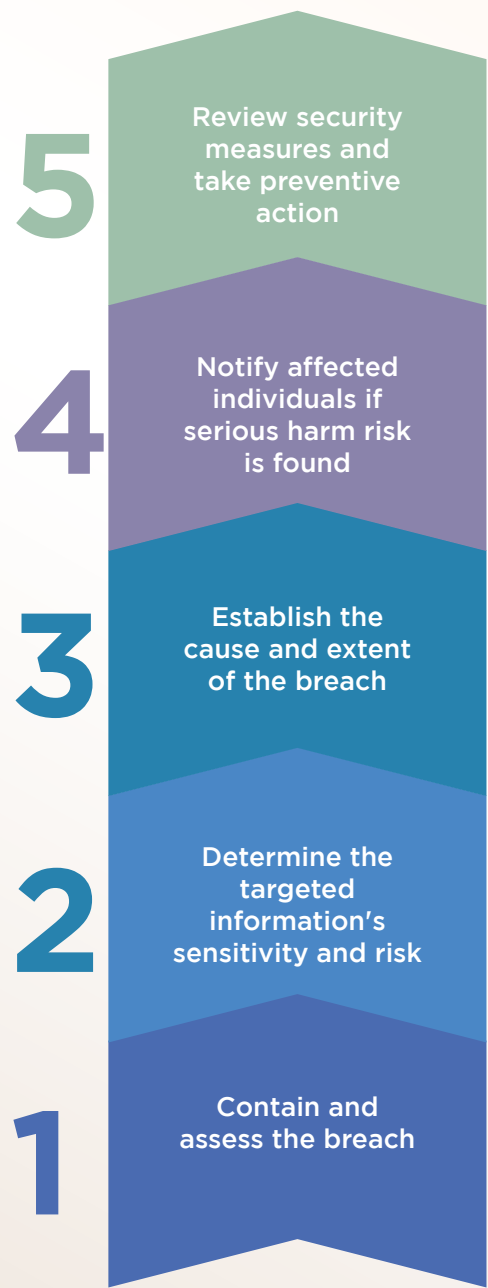 5
Review security
measures and
take preventive
action
4
Notify affected
individuals if
serious harm risk
is found
3
Establish the
cause and extent
of the breach
2
Determine the
targeted
information's
sensitivity and risk
1
Contain and
assess the breach